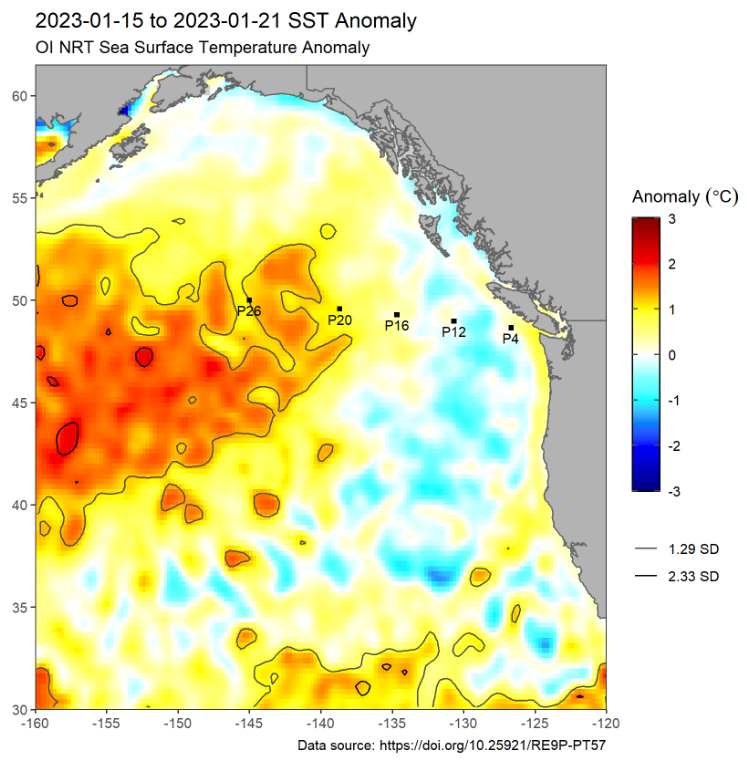 2023-01-15 to 2023-01-21 SST Anomaly
OI NRT Sea Surface Temperature Anomaly
60
55
50
45
40
35
30
-160
-155
-150
-145
-140
-135
-130
-125
-120
P26
P20
P16
P12
P4
Anomaly (°C)
3
2
1
0
-1
-2
-3
1.29 SD
2.33 SD
Data source: https://doi.org/10.25921/RE9P-PT57